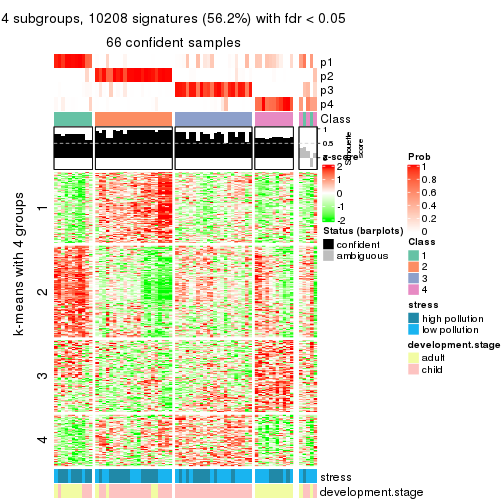 4 subgroups, 10208 signatures (56.2%) with fdr < 0.05
66 confident samples
p1
p2
p3
p4
Class
1
0.5
0
Silhouette
score
k-means with 4 groups
1
2
3
4
stress
development.stage
z-score
2
1
0
-1
-2
Status (barplots)
confident
ambiguous
Prob
1
0.8
0.6
0.4
0.2
0
Class
1
2
3
4
stress
high pollution
low pollution
development.stage
adult
child